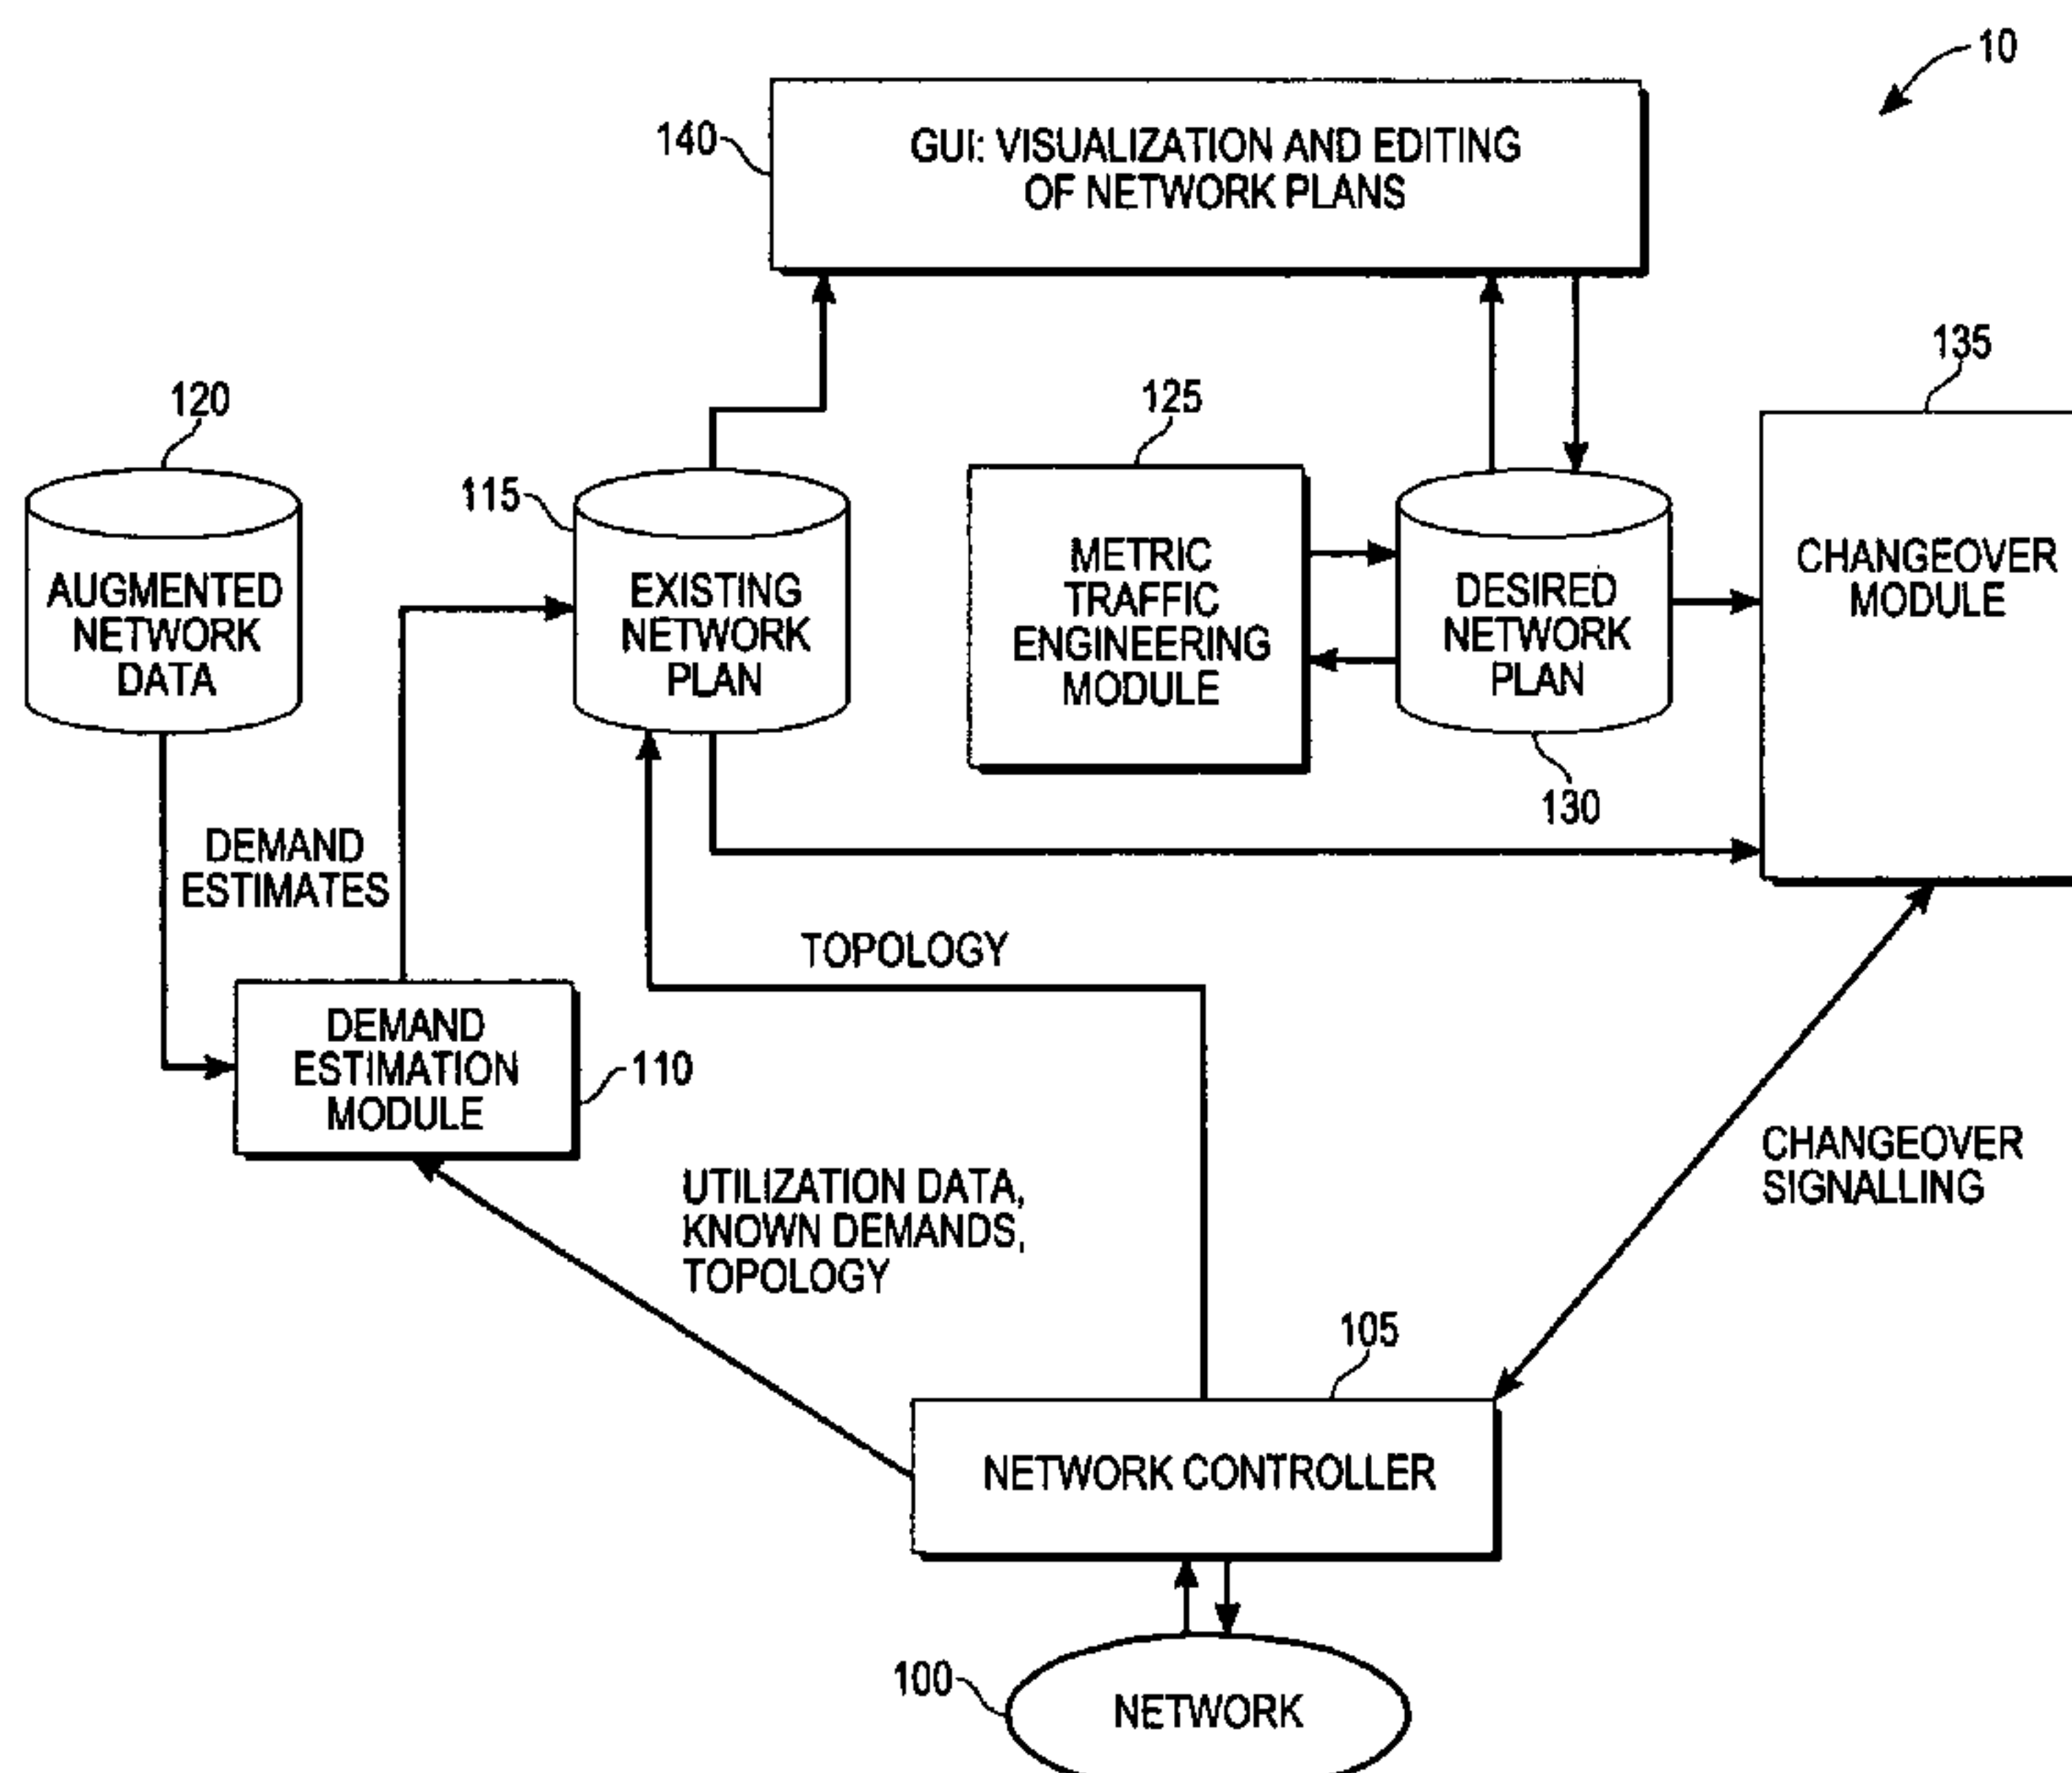 10
140
GUI: VISUALIZATION AND EDITING
OF NETWORK PLANS
135
120
125
115
AUGMENTED
NETWORK
DATA
EXISTING
NETWORK
PLAN
METRIC
TRAFFIC
ENGINEERING
MODULE
DESIRED
NETWORK
PLAN
CHANGEOVER
MODULE
130
DEMAND
ESTIMATES
TOPOLOGY
DEMAND
ESTIMATION
MODULE
110
UTILIZATION DATA,
KNOWN DEMANDS,
TOPOLOGY
CHANGEOVER
SIGNALLING
105
NETWORK CONTROLLER
100
NETWORK